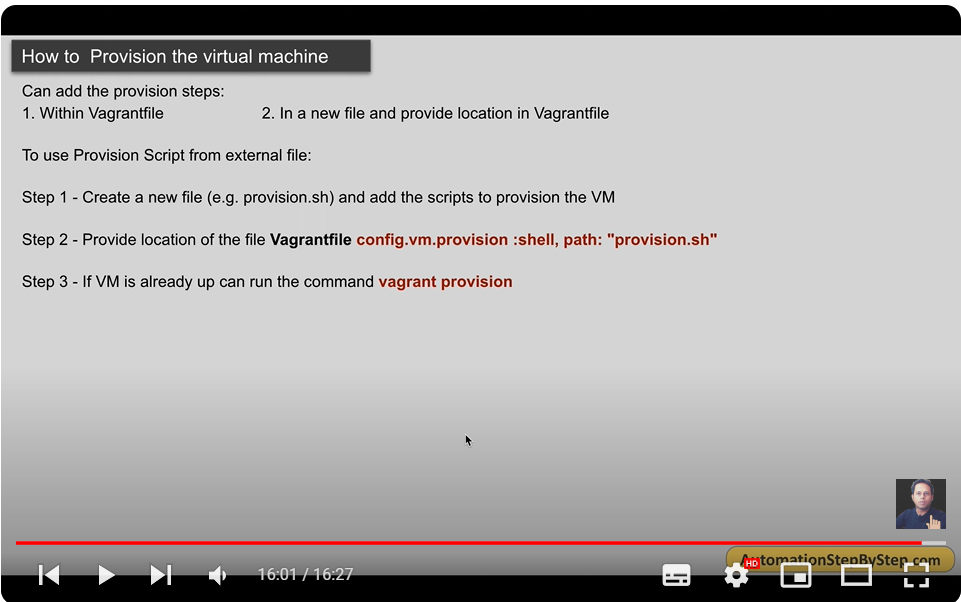 How to  Provision the virtual machine
Can add the provision steps:
1. Within Vagrantfile 2. In a new file and provide location in Vagrantfile
To use Provision Script from external file:
Step 1 - Create a new file (e.g. provision.sh) and add the scripts to provision the VM
Step 2 - Provide location of the file Vagrantfile config.vm.provision :shell, path: "provision.sh"
Step 3 - If VM is already up can run the command vagrant provision
AutomationStepByStep.com
16:01 / 16:27
HD